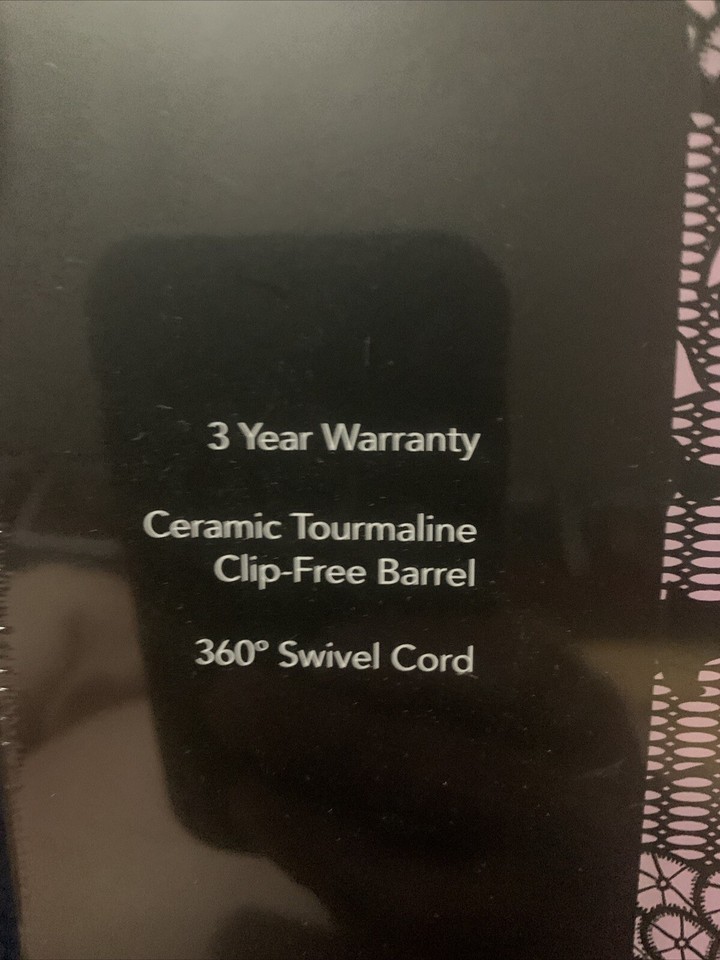 3 Year Warranty
Ceramic Tourmaline
Clip-Free Barrel
360° Swivel Cord